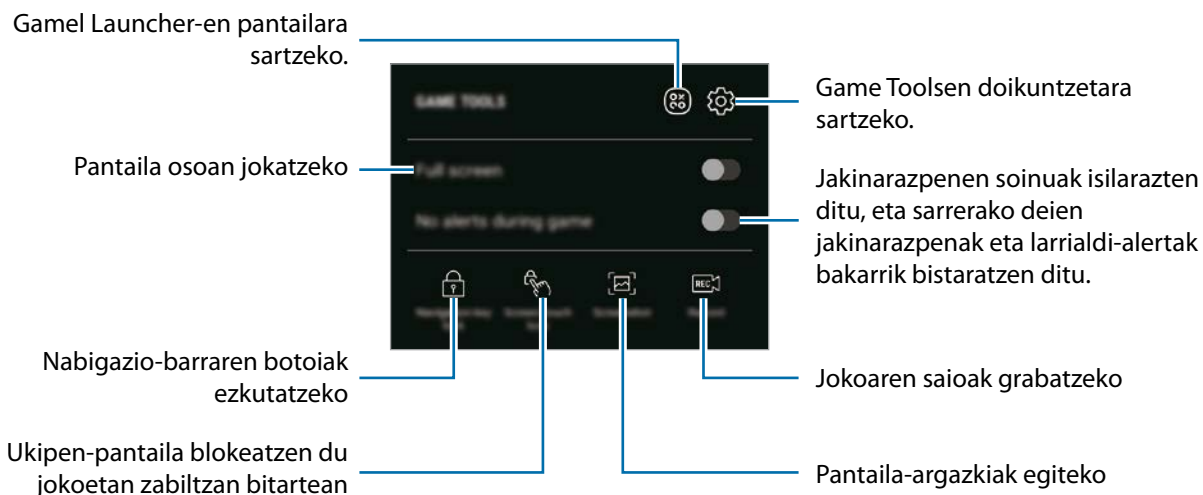 Gamel Launcher-en pantailara
sartzeko.
GAME TOOLS
Game Toolsen doikuntzetara
sartzeko.
Pantaila osoan jokatzeko
Full screen
Jakinarazpenen soinuak isilarazten
ditu, eta sarrerako deien
jakinarazpenak eta larrialdi-alertak
bakarrik bistaratzen ditu.
No alerts during game
REC
Nabigazio-barraren botoiak
ezkutatzeko
Jokoaren saioak grabatzeko
Ukipen-pantaila blokeatzen du
jokoetan zabiltzan bitartean
Pantaila-argazkiak egiteko